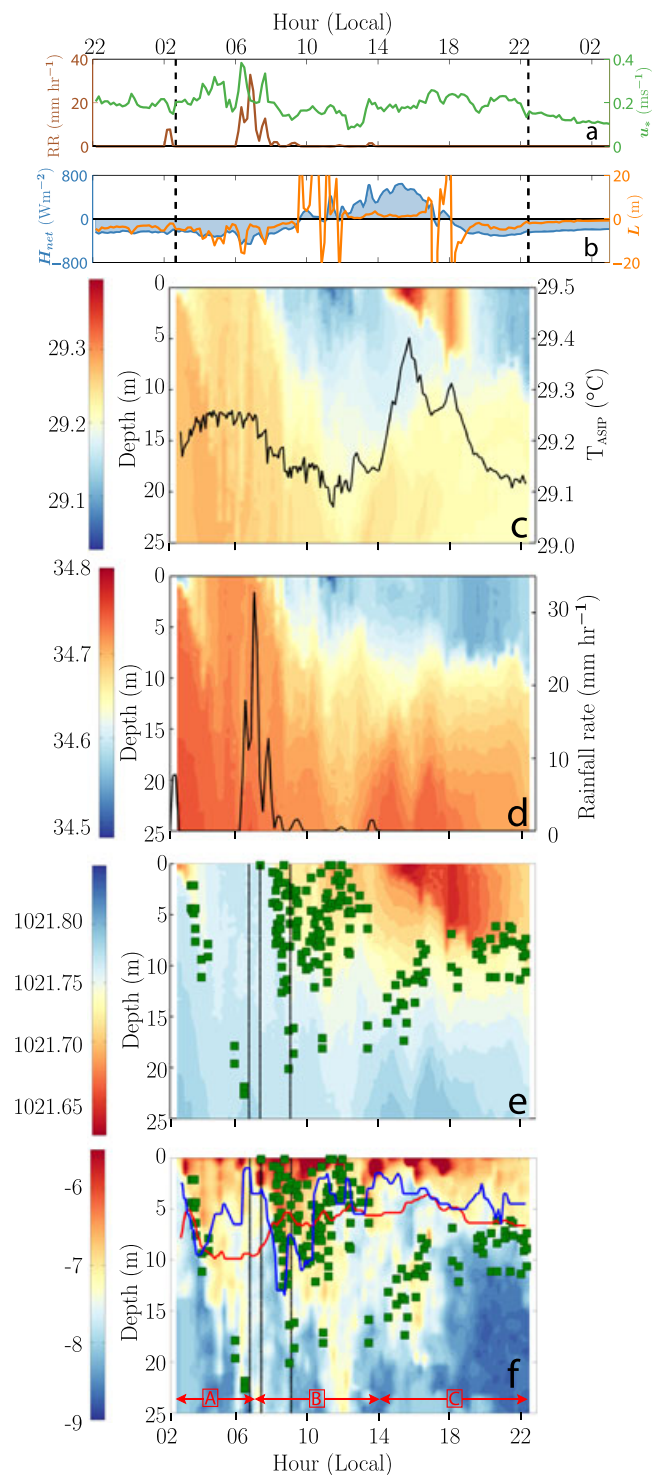 Hour (Local)
22 02 06 10 14 18 22 02
40 20 0
RR (mm hr⁻¹)
0.4 0.2 0
u* (ms⁻¹)
a
800 0 −800
Hnet (Wm⁻²)
20 0 −20
L (m)
b
29.3 29.2 29.1
0 5 10 15 20 25
Depth (m)
29.5 29.4 29.3 29.2 29.1 29.0
T_ASIP (°C)
c
34.8 34.7 34.6 34.5
0 5 10 15 20 25
Depth (m)
30 20 10 0
Rainfall rate (mm hr⁻¹)
d
1021.80 1021.75 1021.70 1021.65
0 5 10 15 20 25
Depth (m)
e
-6 -7 -8 -9
0 5 10 15 20 25
Depth (m)
f
A B C
02 06 10 14 18 22
Hour (Local)